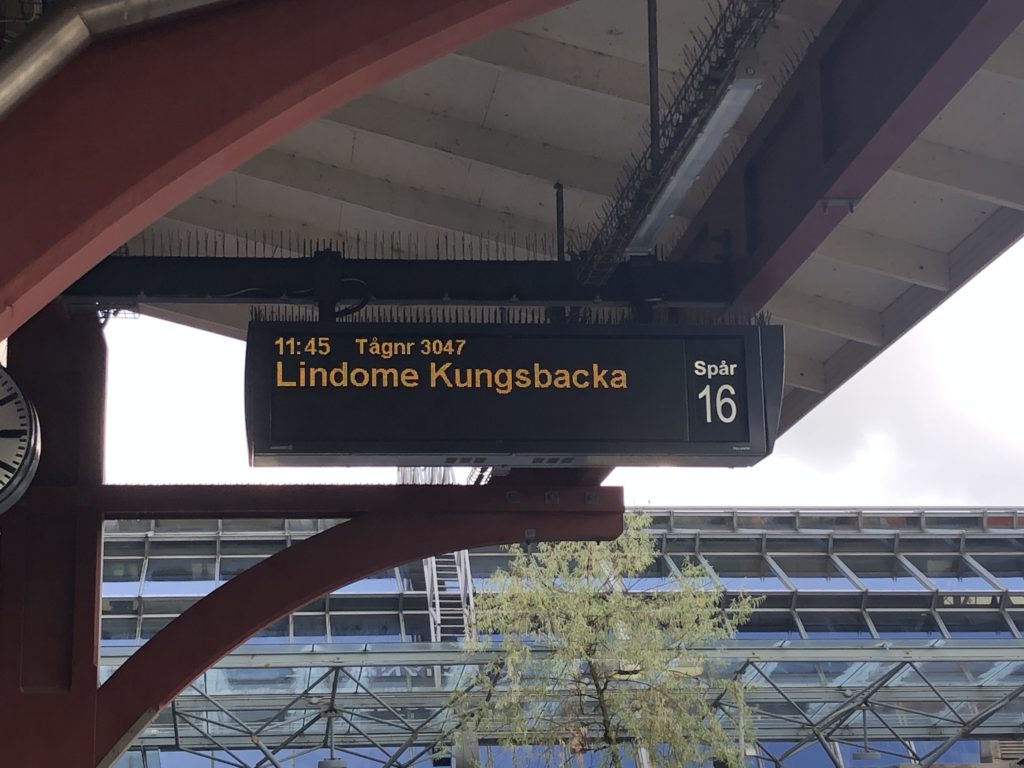 11:45 Tågnr 3047
Lindome Kungsbacka
Spår
16